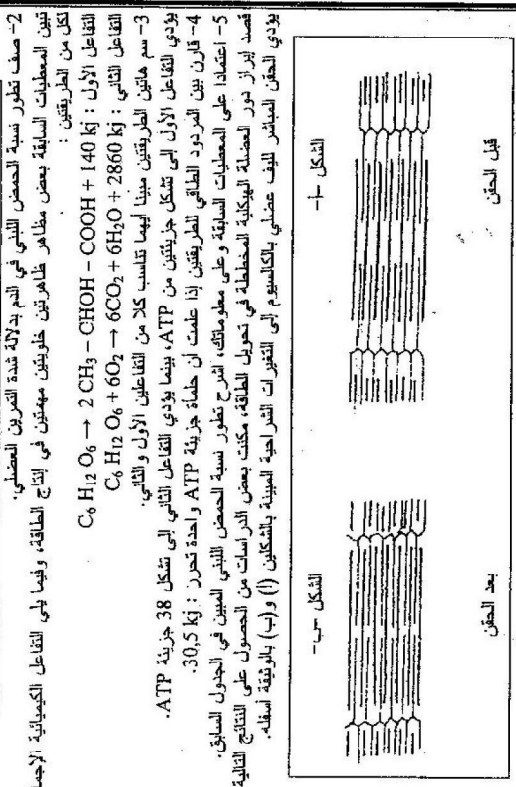 2- صف تطور نسبة الحمض اللبني في الدم بدلالة شدة التمرين العضلي.
تبين المعطيات السابقة بعض مظاهر ظاهرتين خلويتين مهمتين في إنتاج الطاقة، وفيما يلي التفاعل الكيميائية الإجما
لكل من الطريقتين :
التفاعل الأول : C₆ H₁₂ O₆ → 2 CH₃ – CHOH – COOH + 140 kj
التفاعل الثاني : C₆ H₁₂ O₆ + 6O₂ → 6CO₂ + 6H₂O + 2860 kj
3- سم هاتين الطريقتين مبينا أيهما تناسب كلا من التفاعلين الأول والثاني.
يؤدي التفاعل الأول إلى تشكل جزيئتين من ATP، بينما يؤدي التفاعل الثاني إلى تشكل 38 جزيئة ATP.
4- قارن بين المردود الطاقي للطريقتين إذا علمت أن حلمأة جزيئة ATP واحدة تحرر : 30,5 kj.
5- اعتمادا على المعطيات السابقة وعلى معلوماتك، اشرح تطور نسبة الحمض اللبني المبين في الجدول السابق.
قصد إبراز دور العضلة الهيكلية المخططة في تحويل الطاقة، مكنت بعض الدراسات من الحصول على النتائج التالية
يؤدي الحقن المباشر لليف عضلي بالكالسيوم إلى التغيرات الشراحية المبينة بالشكلين (أ) و (ب) بالوثيقة أسفله.
الشكل -أ-
الشكل -ب-
قبل الحقن
بعد الحقن